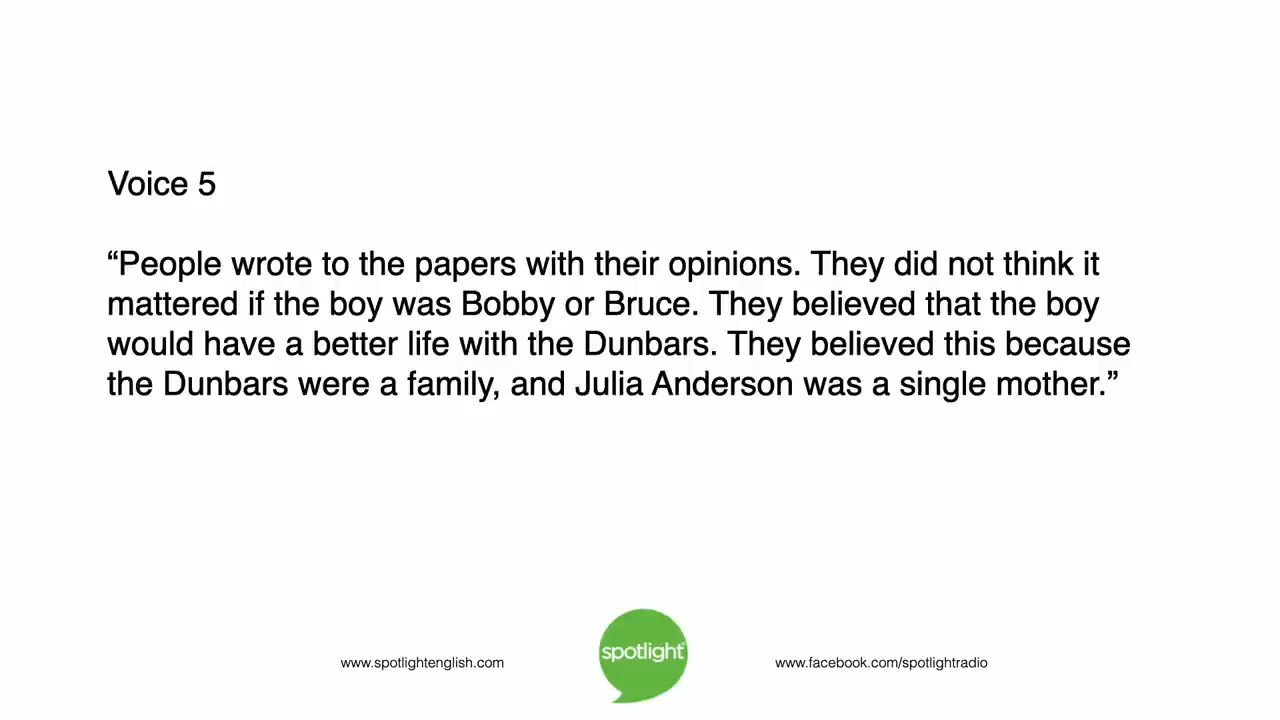 Voice 5
“People wrote to the papers with their opinions. They did not think it
mattered if the boy was Bobby or Bruce. They believed that the boy
would have a better life with the Dunbars. They believed this because
the Dunbars were a family, and Julia Anderson was a single mother.”
www.spotlightenglish.com
spotlight
www.facebook.com/spotlightradio